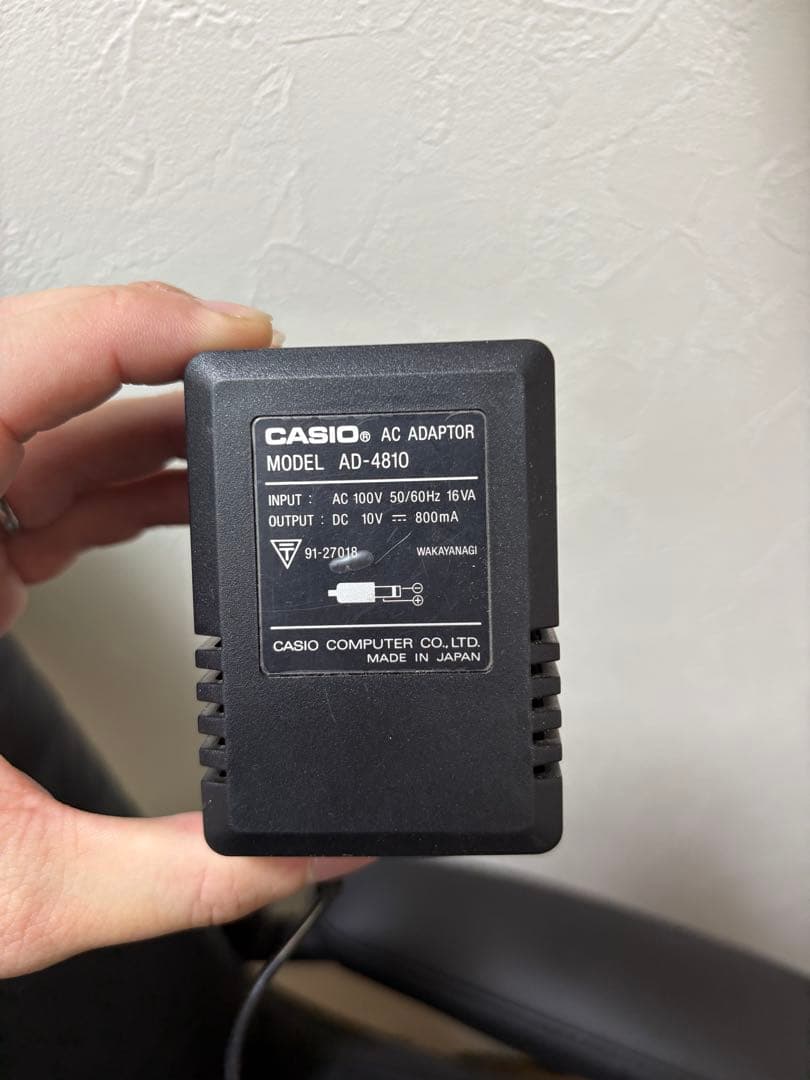 CASIO® AC ADAPTOR
MODEL AD-4810
INPUT : AC 100V 50/60Hz 16VA
OUTPUT : DC 10V ⎓ 800mA
〒 91-27018 WAKAYANAGI
⊖
⊕
CASIO COMPUTER CO., LTD.
MADE IN JAPAN